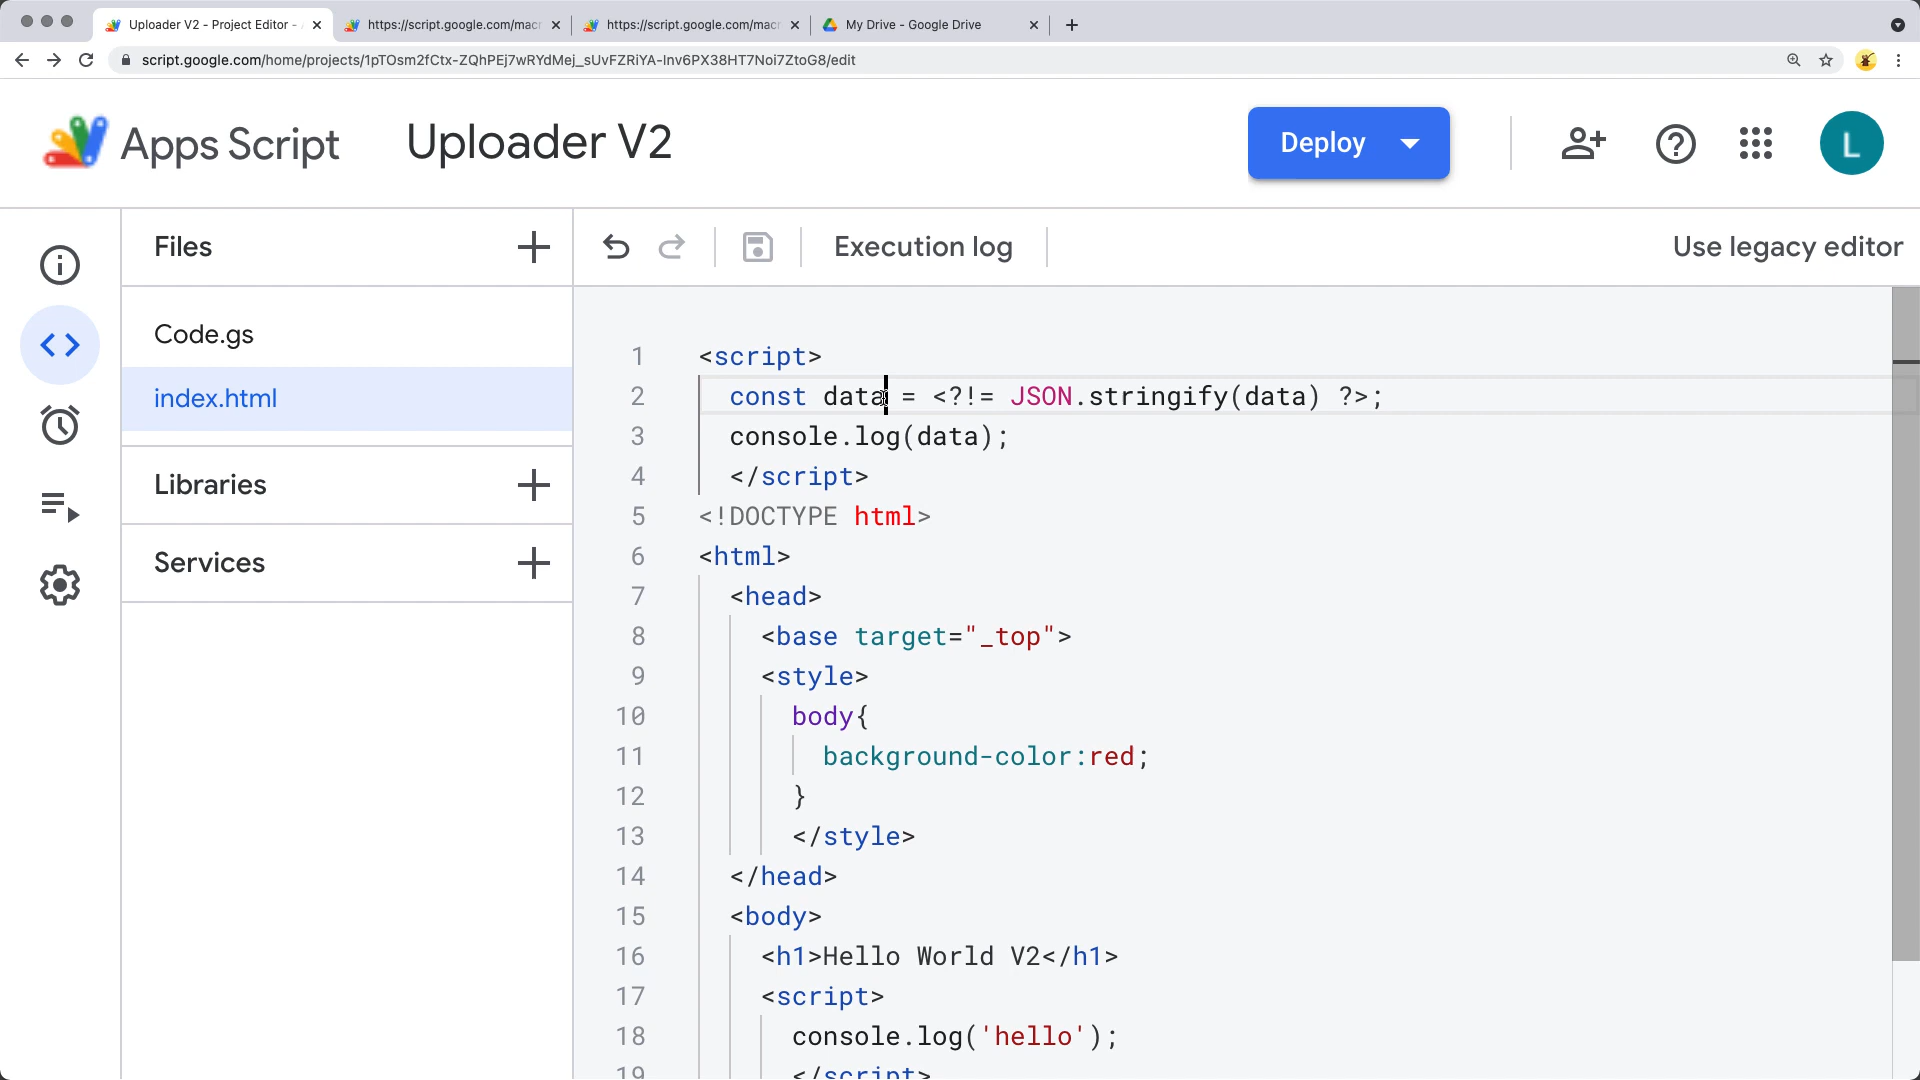 Uploader V2 - Project Editor -
https://script.google.com/macr
https://script.google.com/macr
My Drive - Google Drive
script.google.com/home/projects/1pTOsm2fCtx-ZQhPEj7wRYdMej_sUvFZRiYA-Inv6PX38HT7Noi7ZtoG8/edit
Apps Script
Uploader V2
Deploy
L
Files
Execution log
Use legacy editor
Code.gs
index.html
Libraries
Services
1 <script>
2 const data = <?!= JSON.stringify(data) ?>;
3 console.log(data);
4 </script>
5 <!DOCTYPE html>
6 <html>
7 <head>
8 <base target="_top">
9 <style>
10 body{
11 background-color:red;
12 }
13 </style>
14 </head>
15 <body>
16 <h1>Hello World V2</h1>
17 <script>
18 console.log('hello');
19 </script>